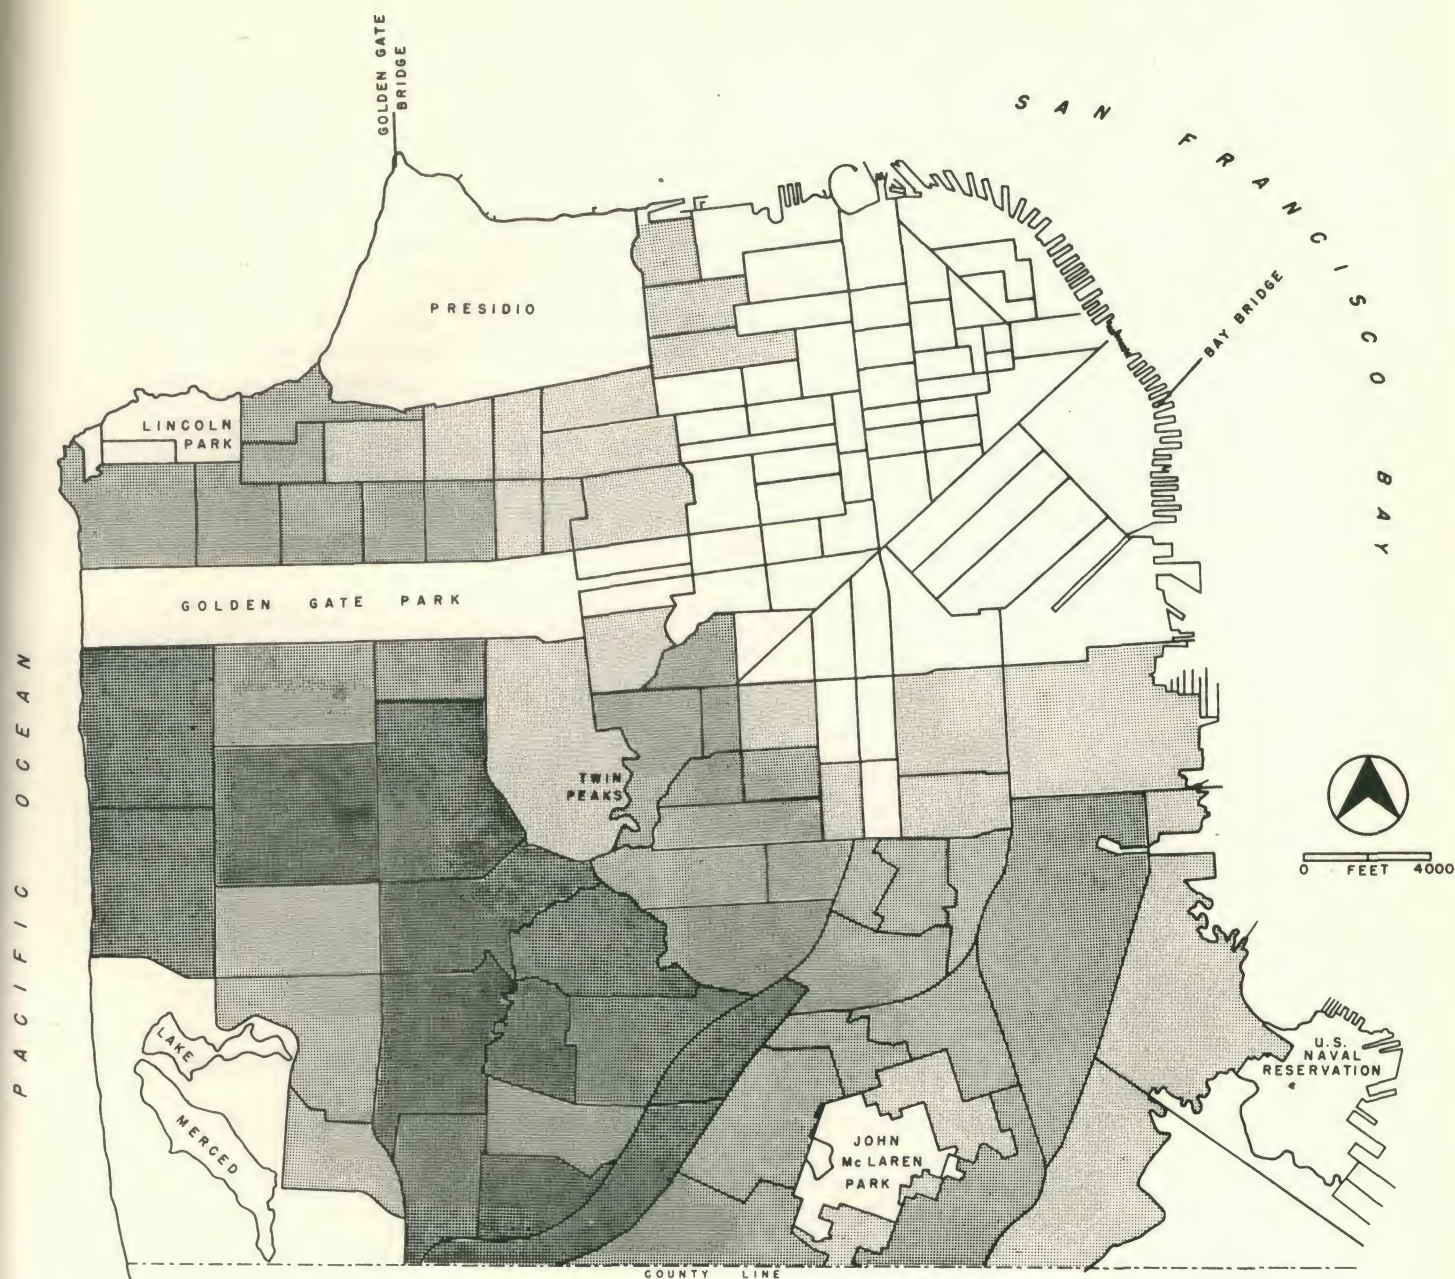 GOLDEN GATE
BRIDGE
SAN FRANCISCO BAY
PRESIDIO
BAY BRIDGE
LINCOLN
PARK
GOLDEN GATE PARK
PACIFIC OCEAN
TWIN
PEAKS
0 FEET 4000
LAKE
MERCED
U.S.
NAVAL
RESERVATION
JOHN
McLAREN
PARK
COUNTY LINE